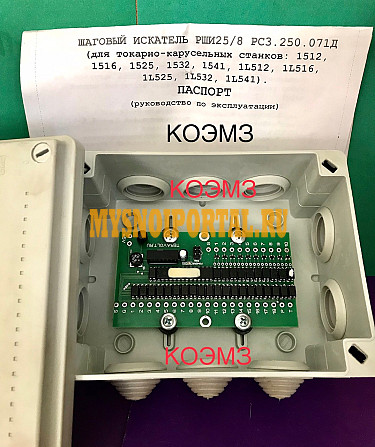 ШАГОВЫЙ ИСКАТЕЛЬ РШИ25/8 РС3.250.071Д
(для токарно-карусельных станков: 1512,
1516, 1525, 1532, 1541, 1L512, 1L516,
1L525, 1L532, 1L541).
ПАСПОРТ
(руководство по эксплуатации)
КОЭМЗ
КОЭМЗ
MYSNOIPORTAL.RU
КОЭМЗ